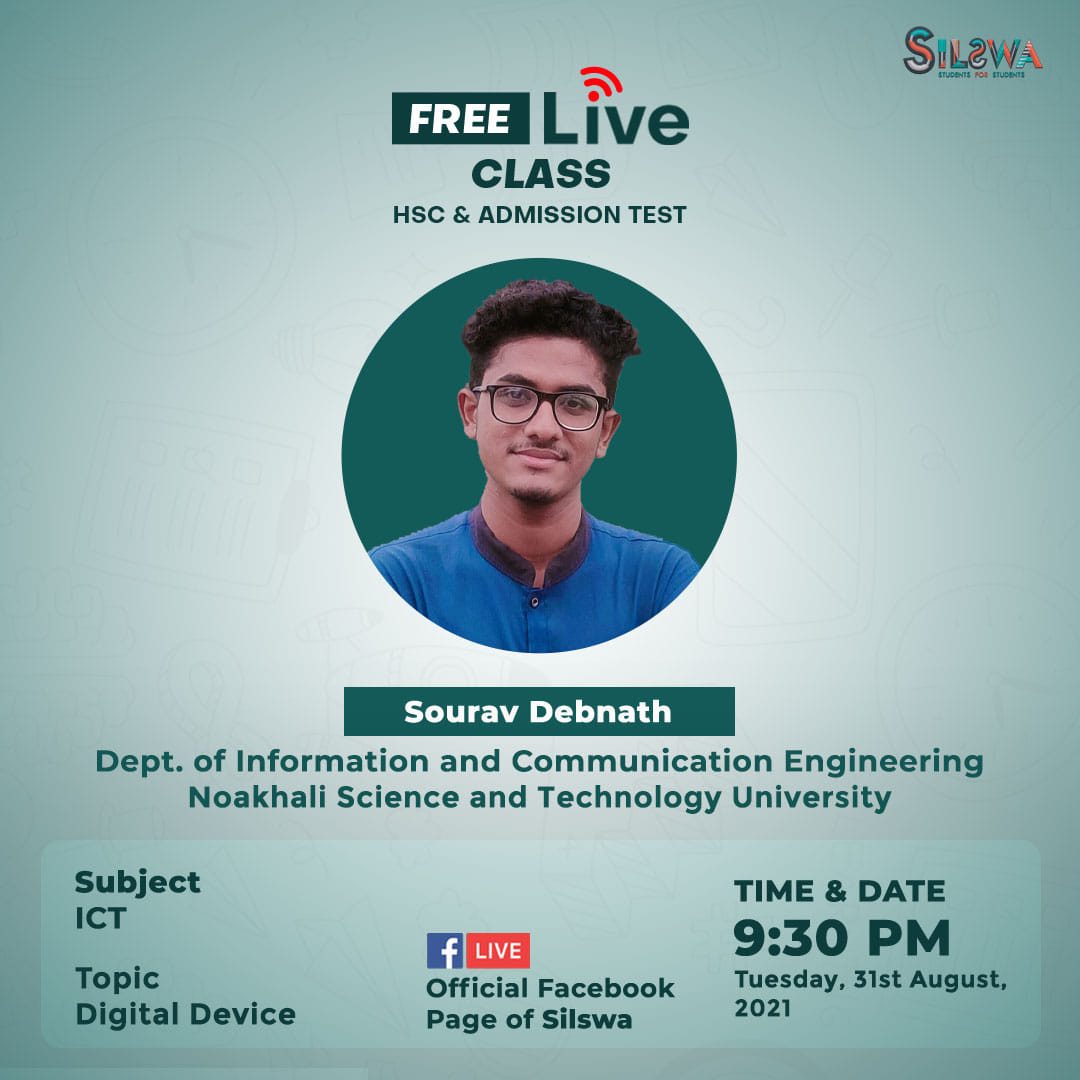 SILSWA
STUDENTS FOR STUDENTS
FREE Live
CLASS
HSC & ADMISSION TEST
Sourav Debnath
Dept. of Information and Communication Engineering
Noakhali Science and Technology University
Subject
ICT
Topic
Digital Device
f LIVE
Official Facebook
Page of Silswa
TIME & DATE
9:30 PM
Tuesday, 31st August,
2021